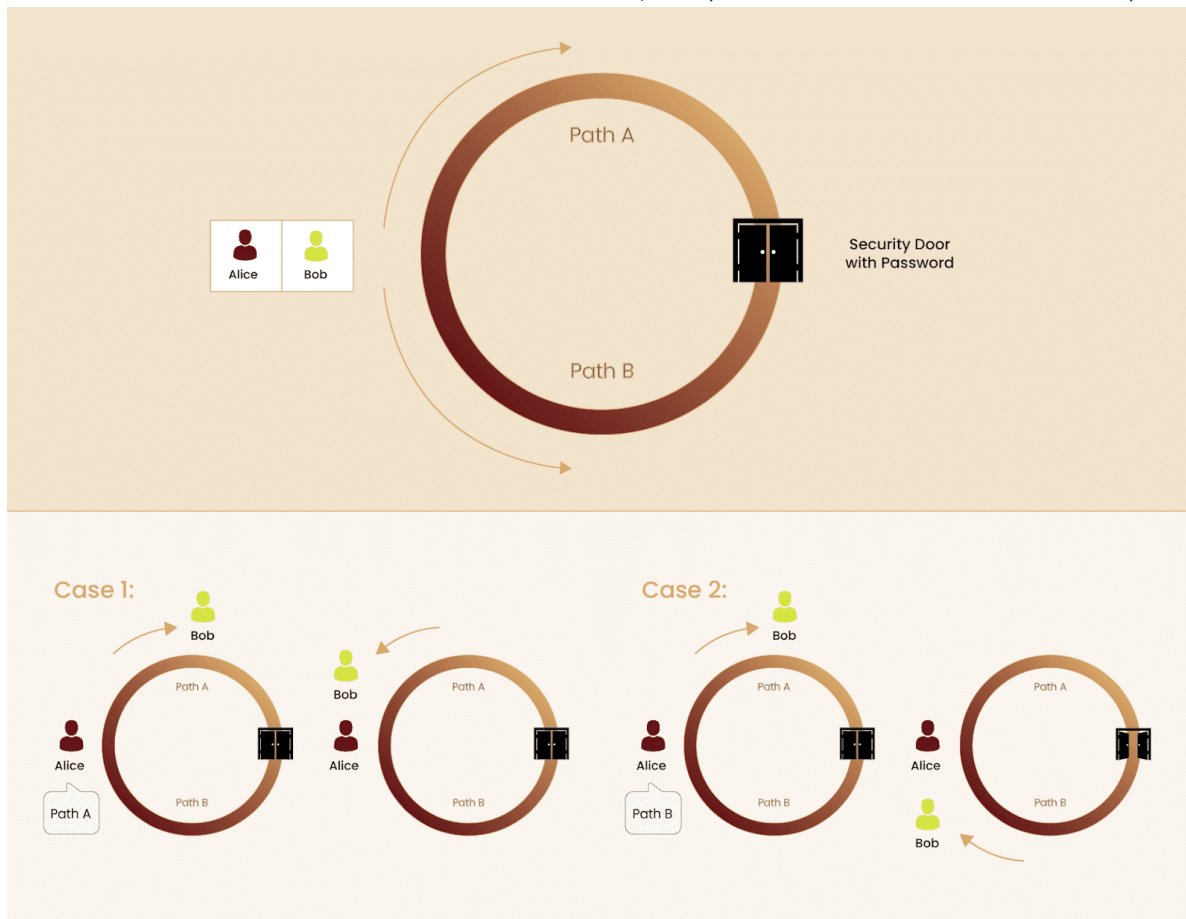 Path A
Alice
Bob
Security Door
with Password
Path B
Case 1:
Bob
Path A
Alice
Path B
Path A
Bob
Alice
Path A
Path B
Case 2:
Bob
Path A
Alice
Path B
Path B
Alice
Path A
Path B
Bob